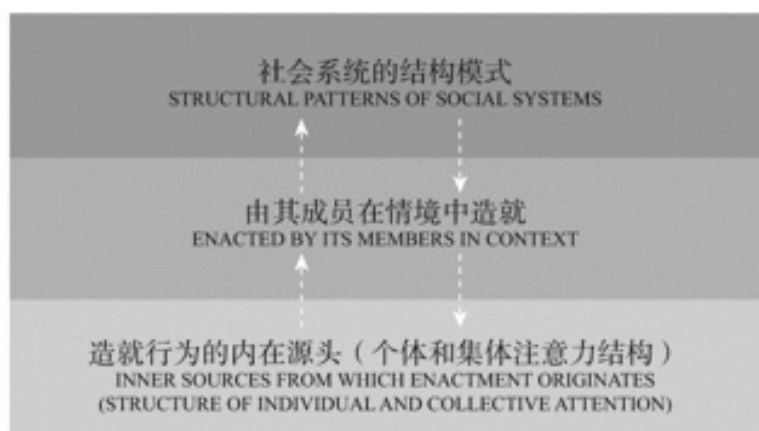 社会系统的结构模式
STRUCTURAL PATTERNS OF SOCIAL SYSTEMS
由其成员在情境中造就
ENACTED BY ITS MEMBERS IN CONTEXT
造就行为的内在源头（个体和集体注意力结构）
INNER SOURCES FROM WHICH ENACTMENT ORIGINATES
(STRUCTURE OF INDIVIDUAL AND COLLECTIVE ATTENTION)